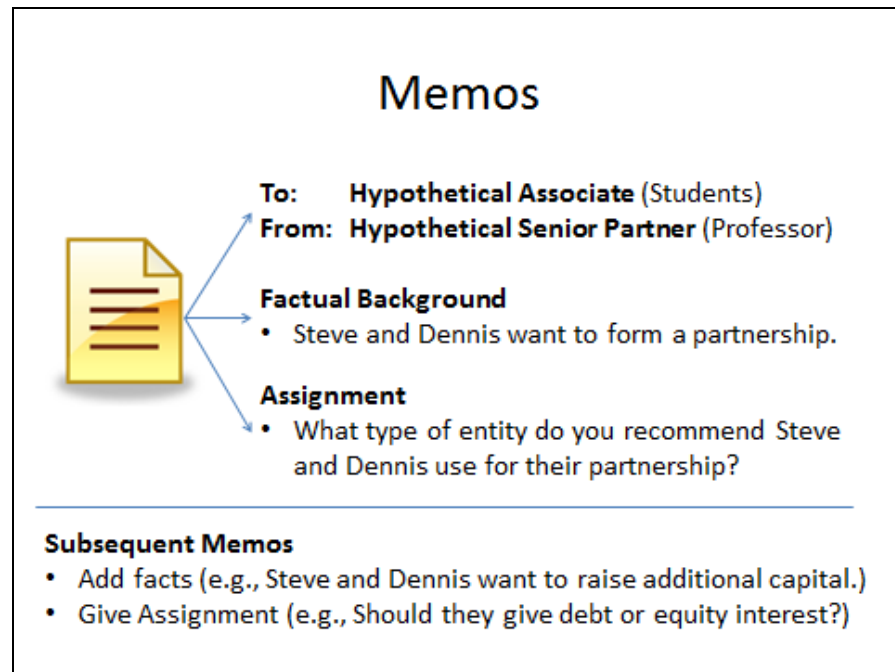 Memos
To: Hypothetical Associate (Students)
From: Hypothetical Senior Partner (Professor)
Factual Background
• Steve and Dennis want to form a partnership.
Assignment
• What type of entity do you recommend Steve
and Dennis use for their partnership?
Subsequent Memos
• Add facts (e.g., Steve and Dennis want to raise additional capital.)
• Give Assignment (e.g., Should they give debt or equity interest?)